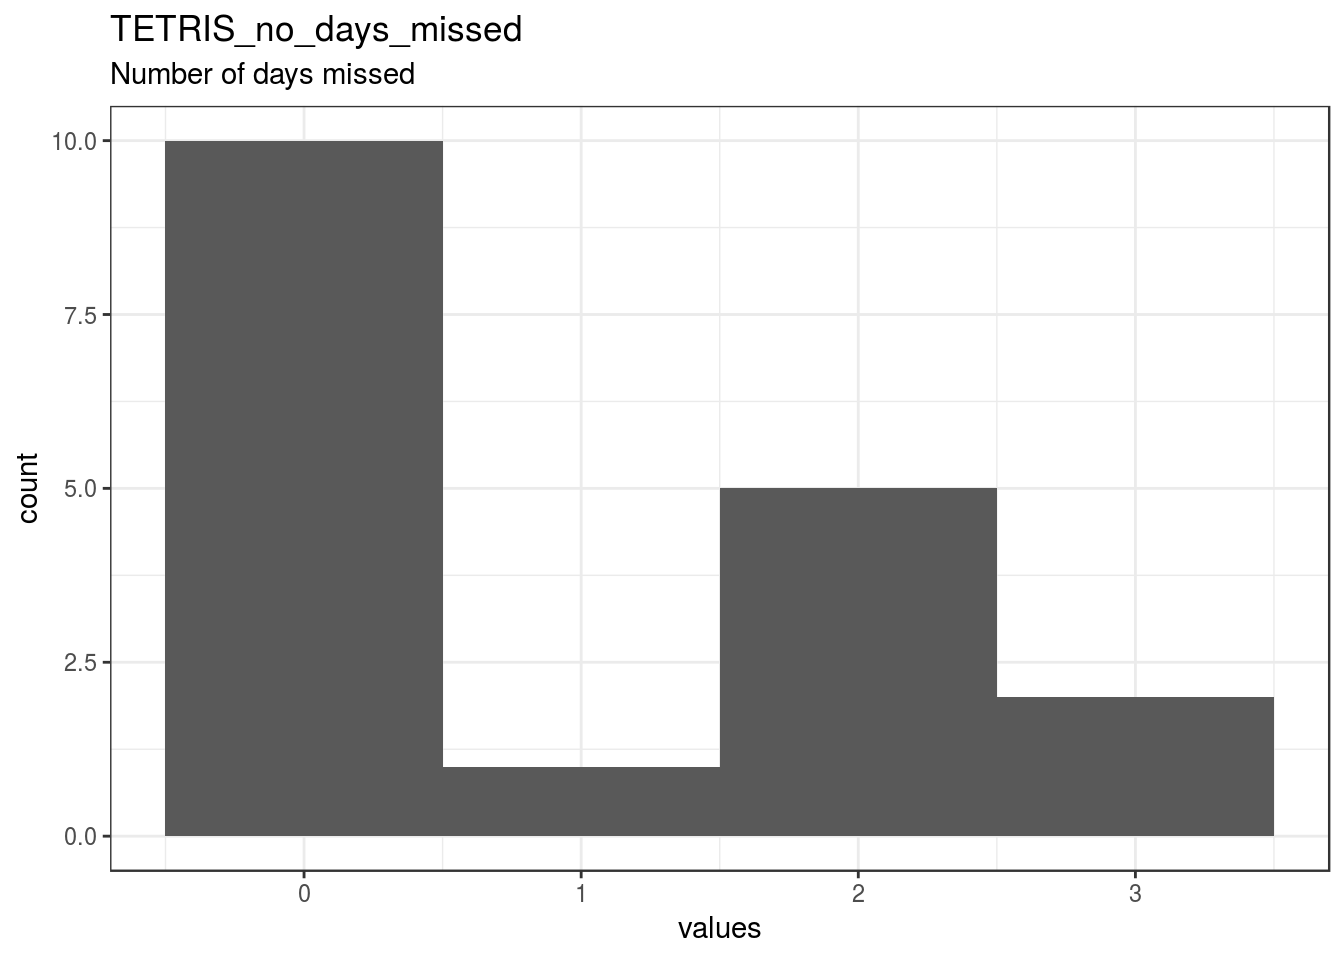 TETRIS_no_days_missed
Number of days missed
10.0
7.5
5.0
2.5
0.0
count
0 1 2 3
values